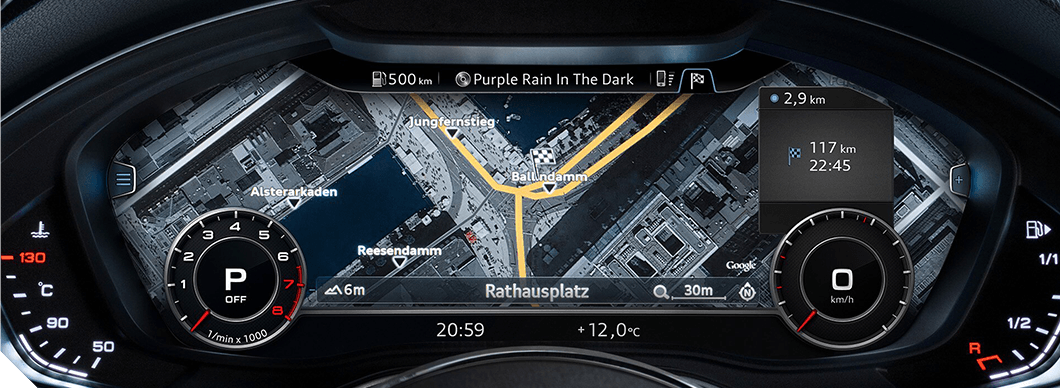 500 km
Purple Rain In The Dark
2,9 km
117 km
22:45
Jungfernstieg
Ballindamm
Alsterarkaden
Reesendamm
Google
6m
Rathausplatz
30m
N
20:59
+12,0°C
1
2
3
4
5
6
7
8
P
OFF
1/min x 1000
0
km/h
130
°C
90
50
1/1
1/2
R